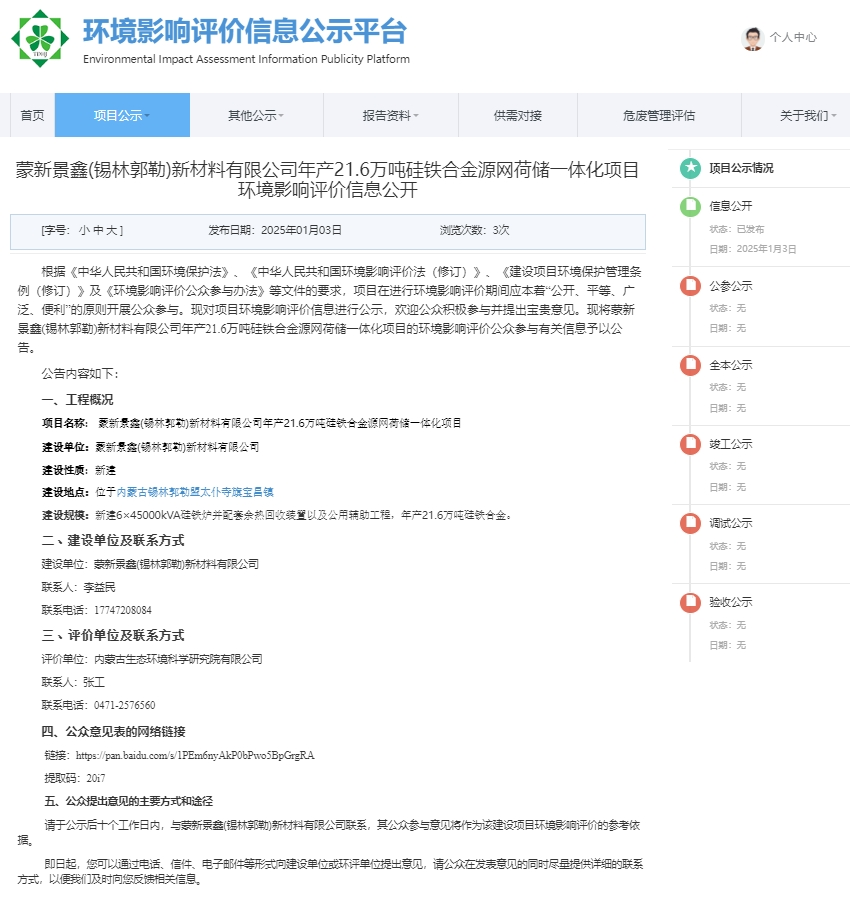 环境影响评价信息公示平台
Environmental Impact Assessment Information Publicity Platform
个人中心
首页
项目公示
其他公示
报告资料
供需对接
危废管理评估
关于我们
蒙新景鑫(锡林郭勒)新材料有限公司年产21.6万吨硅铁合金源网荷储一体化项目
环境影响评价信息公开
[字号: 小 中 大 ]
发布日期: 2025年01月03日
浏览次数: 3次
根据《中华人民共和国环境保护法》、《中华人民共和国环境影响评价法（修订）》、《建设项目环境保护管理条
例（修订）》及《环境影响评价公众参与办法》等文件的要求，项目在进行环境影响评价期间应本着“公开、平等、广
泛、便利”的原则开展公众参与。现对项目环境影响评价信息进行公示，欢迎公众积极参与并提出宝贵意见。现将蒙新
景鑫(锡林郭勒)新材料有限公司年产21.6万吨硅铁合金源网荷储一体化项目的环境影响评价公众参与有关信息予以公
告。
公告内容如下：
一、工程概况
项目名称： 蒙新景鑫(锡林郭勒)新材料有限公司年产21.6万吨硅铁合金源网荷储一体化项目
建设单位：蒙新景鑫(锡林郭勒)新材料有限公司
建设性质：新建
建设地点：位于内蒙古锡林郭勒盟太仆寺旗宝昌镇
建设规模：新建6×45000kVA硅铁炉并配套余热回收装置以及公用辅助工程，年产21.6万吨硅铁合金。
二、建设单位及联系方式
建设单位：蒙新景鑫(锡林郭勒)新材料有限公司
联系人：李益民
联系电话：17747208084
三、评价单位及联系方式
评价单位：内蒙古生态环境科学研究院有限公司
联系人：张工
联系电话：0471-2576560
四、公众意见表的网络链接
链接：https://pan.baidu.com/s/1PEm6nyAkP0bPwo5BpGrgRA
提取码：20i7
五、公众提出意见的主要方式和途径
请于公示后十个工作日内，与蒙新景鑫(锡林郭勒)新材料有限公司联系，其公众参与意见将作为该建设项目环境影响评价的参考依
据。
即日起，您可以通过电话、信件、电子邮件等形式向建设单位或环评单位提出意见，请公众在发表意见的同时尽量提供详细的联系
方式，以便我们及时向您反馈相关信息。
项目公示情况
信息公开
状态：已发布
日期：2025年1月3日
公参公示
状态：无
日期：无
全本公示
状态：无
日期：无
竣工公示
状态：无
日期：无
调试公示
状态：无
日期：无
验收公示
状态：无
日期：无